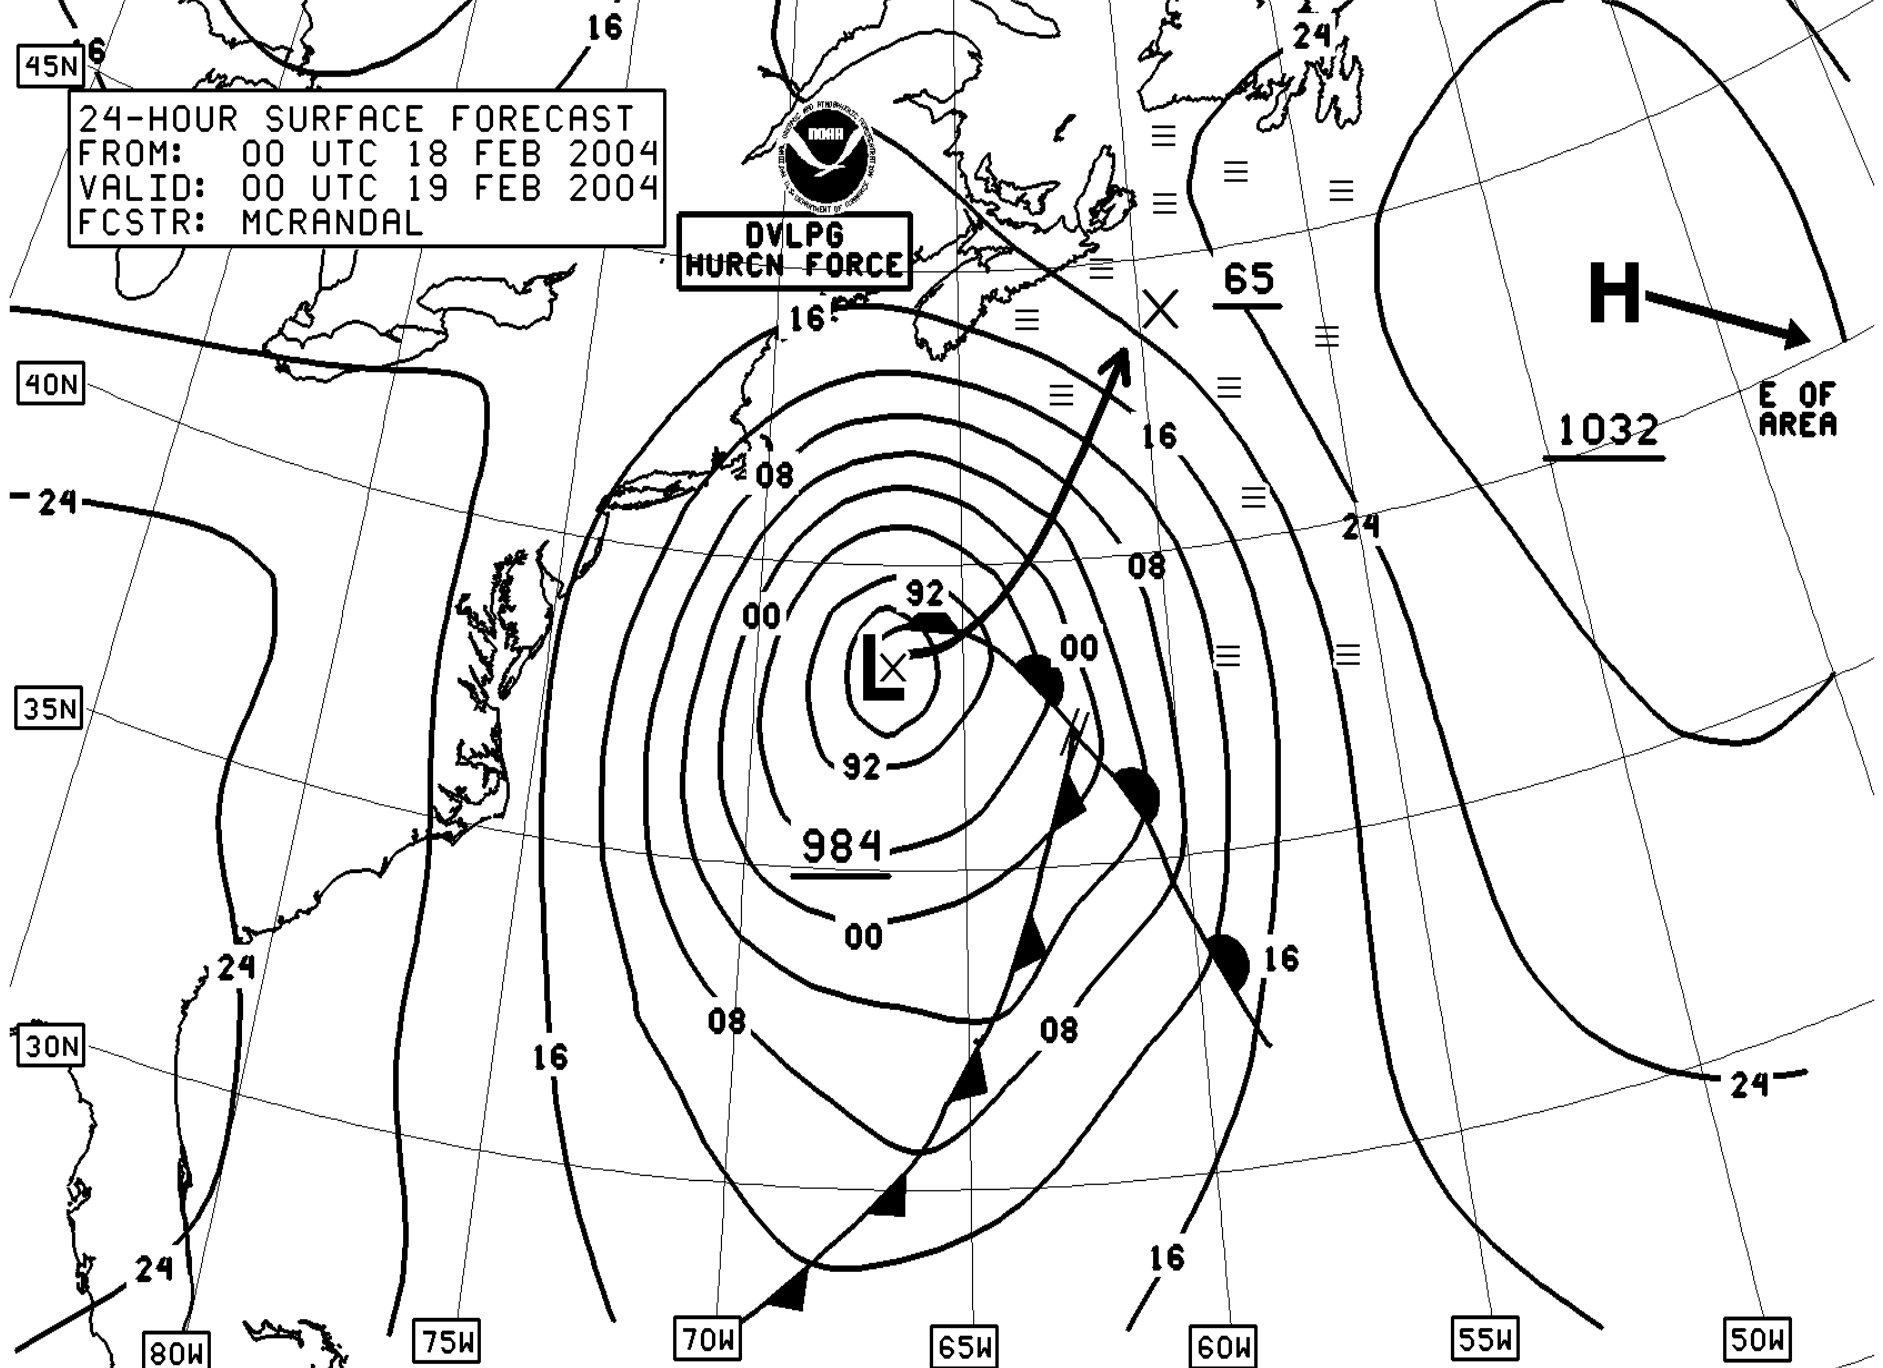 16
24
6
45N
24-HOUR SURFACE FORECAST
FROM: 00 UTC 18 FEB 2004
VALID: 00 UTC 19 FEB 2004
FCSTR: MCRANDAL
NOAA
DVLPG
HURCN FORCE
65
H
16
40N
E OF
AREA
1032
16
08
24
24
08
92
00
00
L
35N
92
984
00
16
24
08
08
30N
16
24
16
24
80W
75W
70W
65W
60W
55W
50W